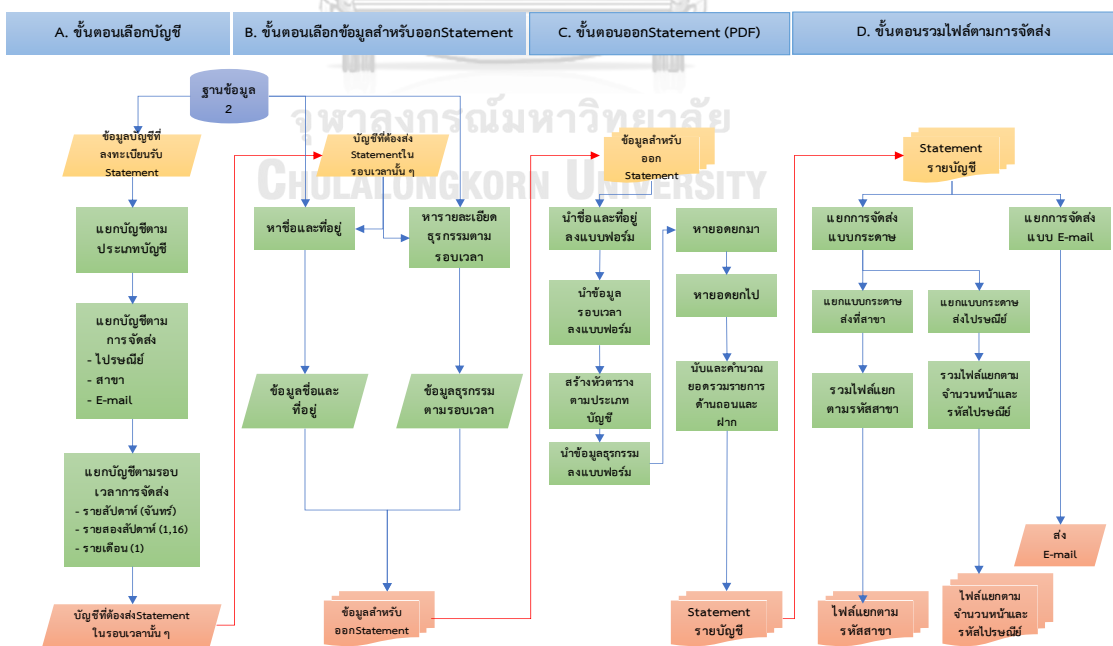 A. ขั้นตอนเลือกบัญชี
B. ขั้นตอนเลือกข้อมูลสำหรับออกStatement
C. ขั้นตอนออกStatement (PDF)
D. ขั้นตอนรวมไฟล์ตามการจัดส่ง
จุฬาลงกรณ์มหาวิทยาลัย
CHULALONGKORN UNIVERSITY
ฐานข้อมูล
2
ข้อมูลบัญชีที่
ลงทะเบียนรับ
Statement
แยกบัญชีตาม
ประเภทบัญชี
แยกบัญชีตาม
การจัดส่ง
- ไปรษณีย์
- สาขา
- E-mail
แยกบัญชีตามรอบ
เวลาการจัดส่ง
- รายสัปดาห์ (จันทร์)
- รายสองสัปดาห์ (1,16)
- รายเดือน (1)
บัญชีที่ต้องส่งStatement
ในรอบเวลานั้น ๆ
บัญชีที่ต้องส่ง
Statementใน
รอบเวลานั้น ๆ
หาชื่อและที่อยู่
หารายละเอียด
ธุรกรรมตาม
รอบเวลา
ข้อมูลชื่อและ
ที่อยู่
ข้อมูลธุรกรรม
ตามรอบเวลา
ข้อมูลสำหรับ
ออกStatement
ข้อมูลสำหรับ
ออก
Statement
นำชื่อและที่อยู่
ลงแบบฟอร์ม
นำข้อมูล
รอบเวลา
ลงแบบฟอร์ม
สร้างหัวตาราง
ตามประเภท
บัญชี
นำข้อมูลธุรกรรม
ลงแบบฟอร์ม
หายอดยกมา
หายอดยกไป
นับและคำนวณ
ยอดรวมรายการ
ด้านถอนและ
ฝาก
Statement
รายบัญชี
Statement
รายบัญชี
แยกการจัดส่ง
แบบกระดาษ
แยกการจัดส่ง
แบบ E-mail
แยกแบบกระดาษ
ส่งที่สาขา
แยกแบบกระดาษ
ส่งไปรษณีย์
รวมไฟล์แยก
ตามรหัสสาขา
รวมไฟล์แยกตาม
จำนวนหน้าและ
รหัสไปรษณีย์
ส่ง
E-mail
ไฟล์แยกตาม
รหัสสาขา
ไฟล์แยกตาม
จำนวนหน้าและ
รหัสไปรษณีย์